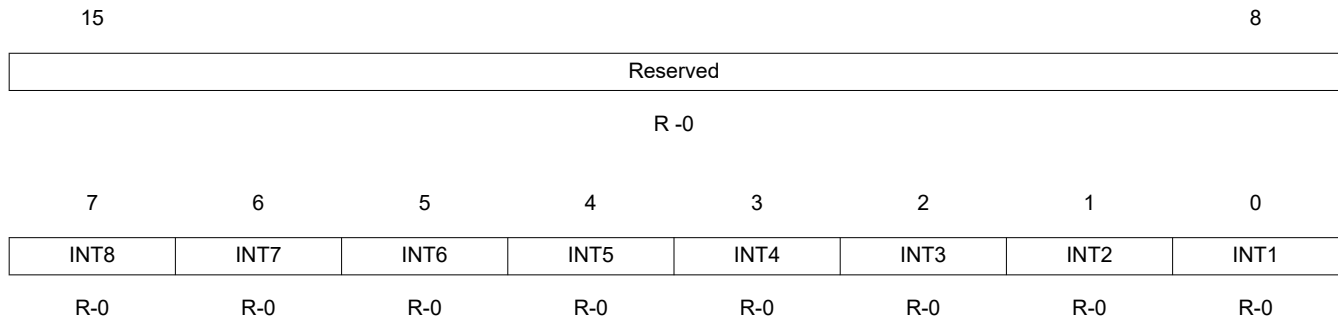 15 8
Reserved
R -0
7 6 5 4 3 2 1 0
INT8 INT7 INT6 INT5 INT4 INT3 INT2 INT1
R-0 R-0 R-0 R-0 R-0 R-0 R-0 R-0